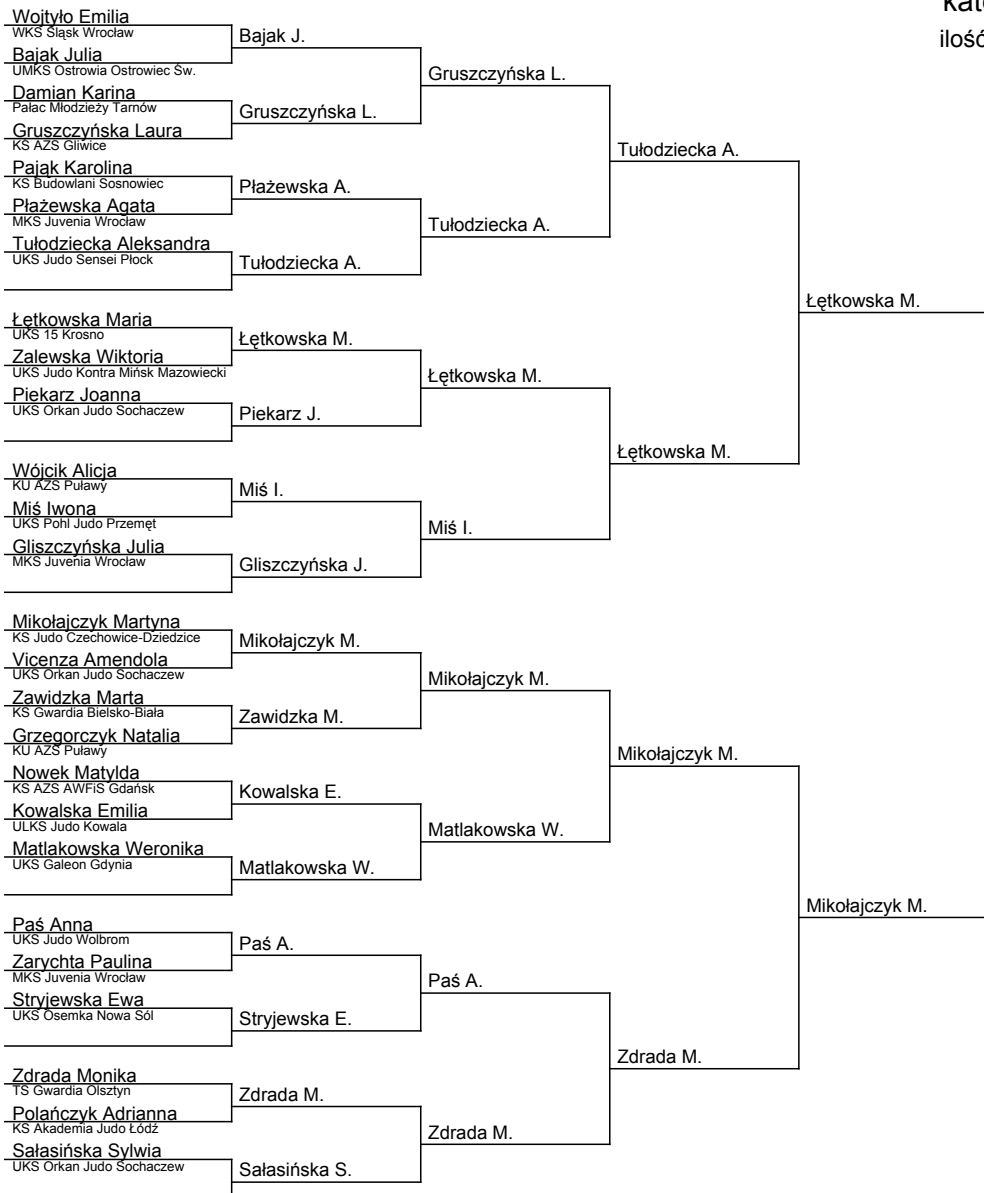 kat
ilość
Wojtyło Emilia
WKS Śląsk Wrocław
Bajak Julia
UMKS Ostrowia Ostrowiec Św.
Damian Karina
Pałac Młodzieży Tarnów
Gruszczyńska Laura
KS AZS Gliwice
Pająk Karolina
KS Budowlani Sosnowiec
Płażewska Agata
MKS Juvenia Wrocław
Tułodziecka Aleksandra
UKS Judo Sensei Płock
Łętkowska Maria
UKS 15 Krosno
Zalewska Wiktoria
UKS Judo Kontra Mińsk Mazowiecki
Piekarz Joanna
UKS Orkan Judo Sochaczew
Wójcik Alicja
KU AZS Puławy
Miś Iwona
UKS Pohl Judo Przemęt
Gliszczyńska Julia
MKS Juvenia Wrocław
Mikołajczyk Martyna
KS Judo Czechowice-Dziedzice
Vicenza Amendola
UKS Orkan Judo Sochaczew
Zawidzka Marta
KS Gwardia Bielsko-Biała
Grzegorczyk Natalia
KU AZS Puławy
Nowek Matylda
KS AZS AWFiS Gdańsk
Kowalska Emilia
ULKS Judo Kowala
Matlakowska Weronika
UKS Galeon Gdynia
Paś Anna
UKS Judo Wolbrom
Zarychta Paulina
MKS Juvenia Wrocław
Stryjewska Ewa
UKS Ósemka Nowa Sól
Zdrada Monika
TS Gwardia Olsztyn
Polańczyk Adrianna
KS Akademia Judo Łódź
Sałasińska Sylwia
UKS Orkan Judo Sochaczew
Bajak J.
Gruszczyńska L.
Płażewska A.
Tułodziecka A.
Łętkowska M.
Piekarz J.
Miś I.
Gliszczyńska J.
Mikołajczyk M.
Zawidzka M.
Kowalska E.
Matlakowska W.
Paś A.
Stryjewska E.
Zdrada M.
Sałasińska S.
Gruszczyńska L.
Tułodziecka A.
Łętkowska M.
Miś I.
Mikołajczyk M.
Matlakowska W.
Paś A.
Zdrada M.
Tułodziecka A.
Łętkowska M.
Mikołajczyk M.
Zdrada M.
Łętkowska M.
Mikołajczyk M.